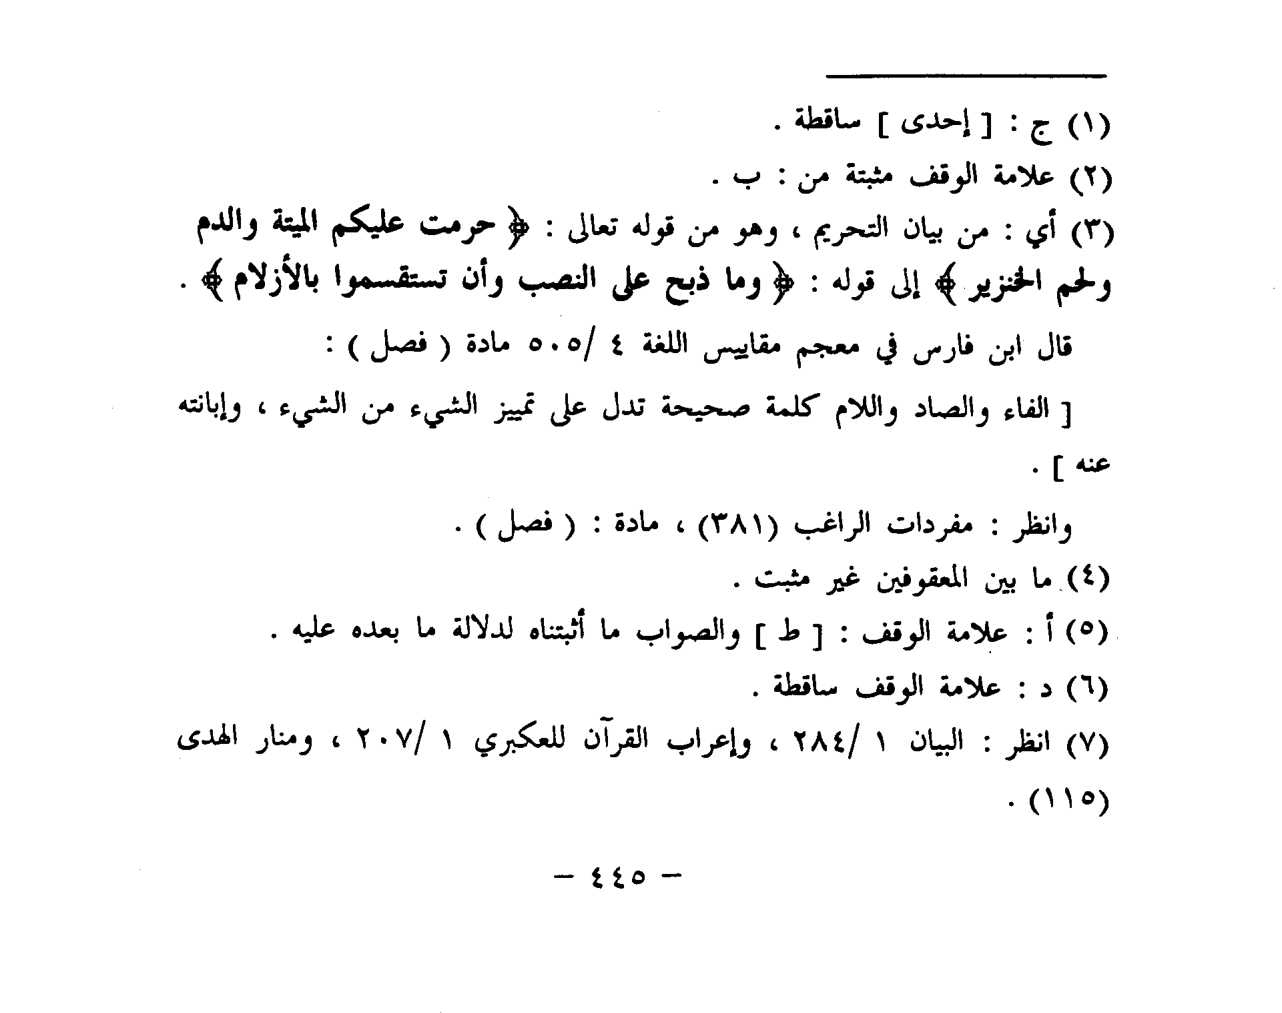 (١) ج : [ إحدى ] ساقطة .
(٢) علامة الوقف مثبتة من : ب .
(٣) أي : من بيان التحريم ، وهو من قوله تعالى : ﴿ حرمت عليكم الميتة والدم
ولحم الخنزير ﴾ إلى قوله : ﴿ وما ذبح على النصب وأن تستقسموا بالأزلام ﴾ .
قال ابن فارس في معجم مقاييس اللغة ٤ /٥٠٥ مادة ( فصل ) :
[ الفاء والصاد واللام كلمة صحيحة تدل على تمييز الشيء من الشيء ، وإبانته
عنه ] .
وانظر : مفردات الراغب (٣٨١) ، مادة : ( فصل ) .
(٤) ما بين المعقوفين غير مثبت .
(٥) أ : علامة الوقف : [ ط ] والصواب ما أثبتناه لدلالة ما بعده عليه .
(٦) د : علامة الوقف ساقطة .
(٧) انظر : البيان ١ /٢٨٤ ، وإعراب القرآن للعكبري ١ /٢٠٧ ، ومنار الهدى
(١١٥) .
– ٤٤٥ –